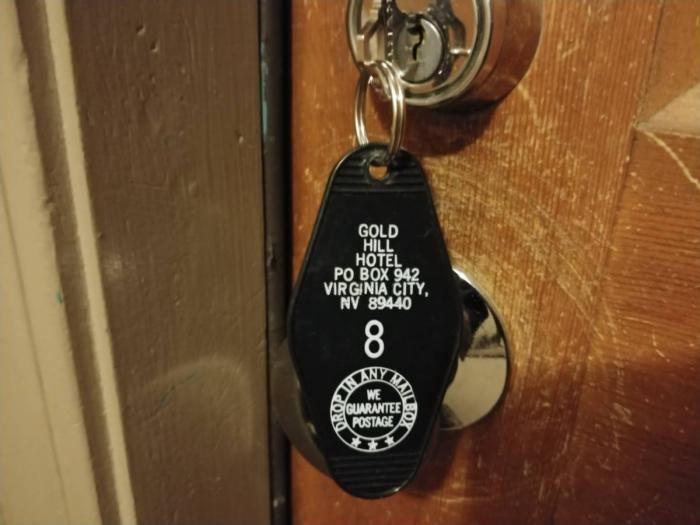 GOLD
HILL
HOTEL
PO BOX 942
VIRGINIA CITY,
NV 89440
8
DROP IN ANY MAILBOX
WE
GUARANTEE
POSTAGE